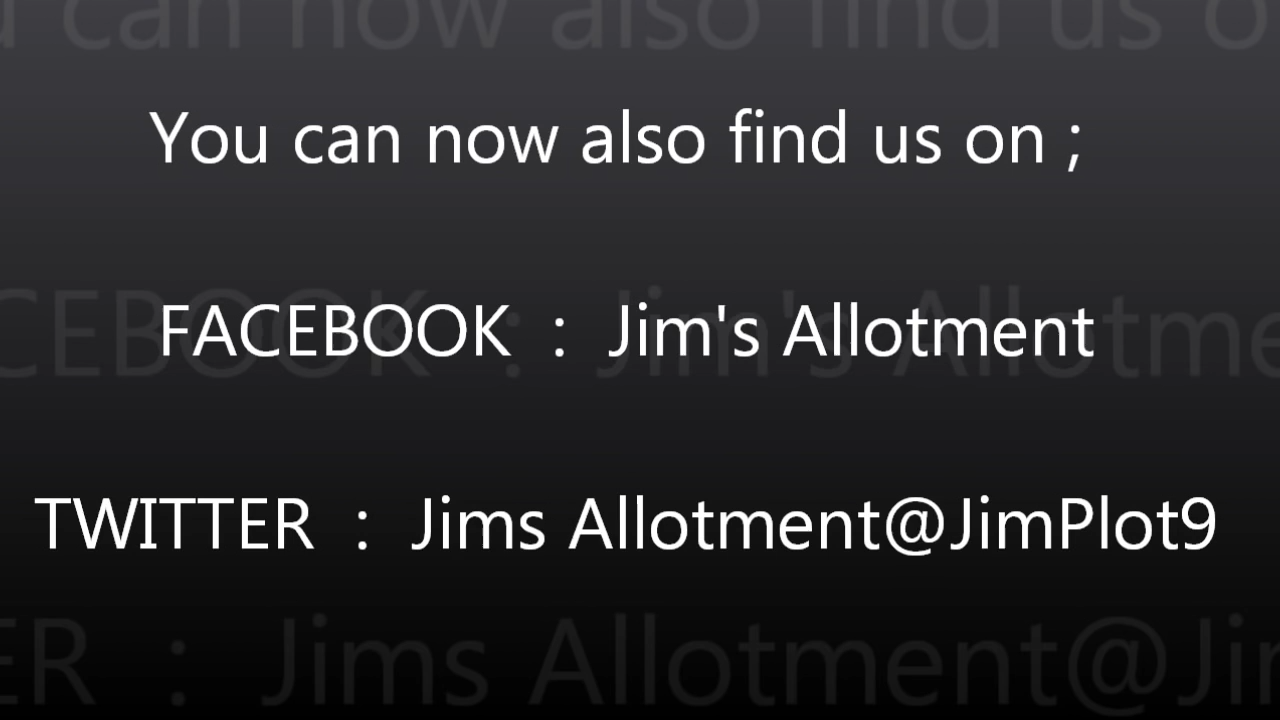 You can now also find us on ;
FACEBOOK : Jim's Allotment
TWITTER : Jims Allotment@JimPlot9